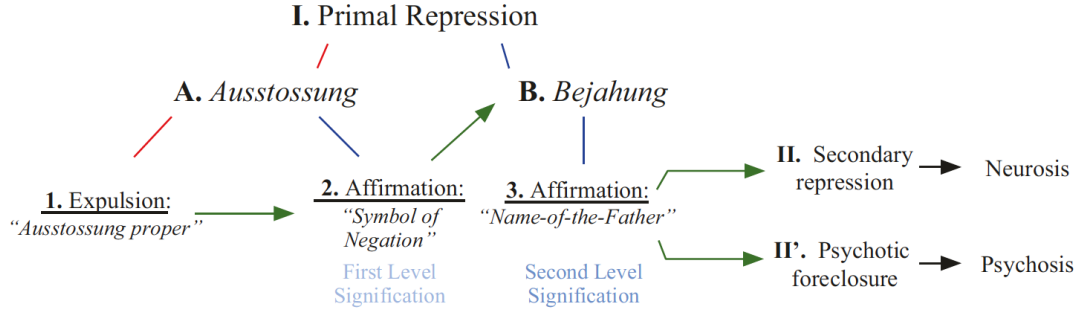 I. Primal Repression
A. Ausstossung
B. Bejahung
1. Expulsion:
“Ausstossung proper”
2. Affirmation:
“Symbol of
Negation”
First Level
Signification
3. Affirmation:
“Name-of-the-Father”
Second Level
Signification
II. Secondary
repression
Neurosis
II'. Psychotic
foreclosure
Psychosis